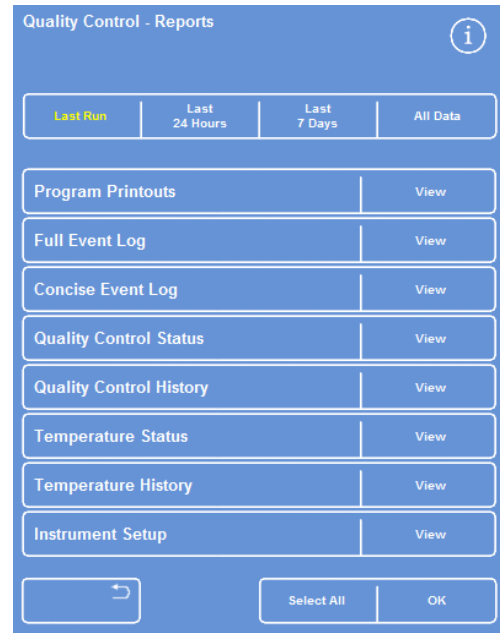 Quality Control - Reports
i
Last Run
Last
24 Hours
Last
7 Days
All Data
Program Printouts View
Full Event Log View
Concise Event Log View
Quality Control Status View
Quality Control History View
Temperature Status View
Temperature History View
Instrument Setup View
Select All OK